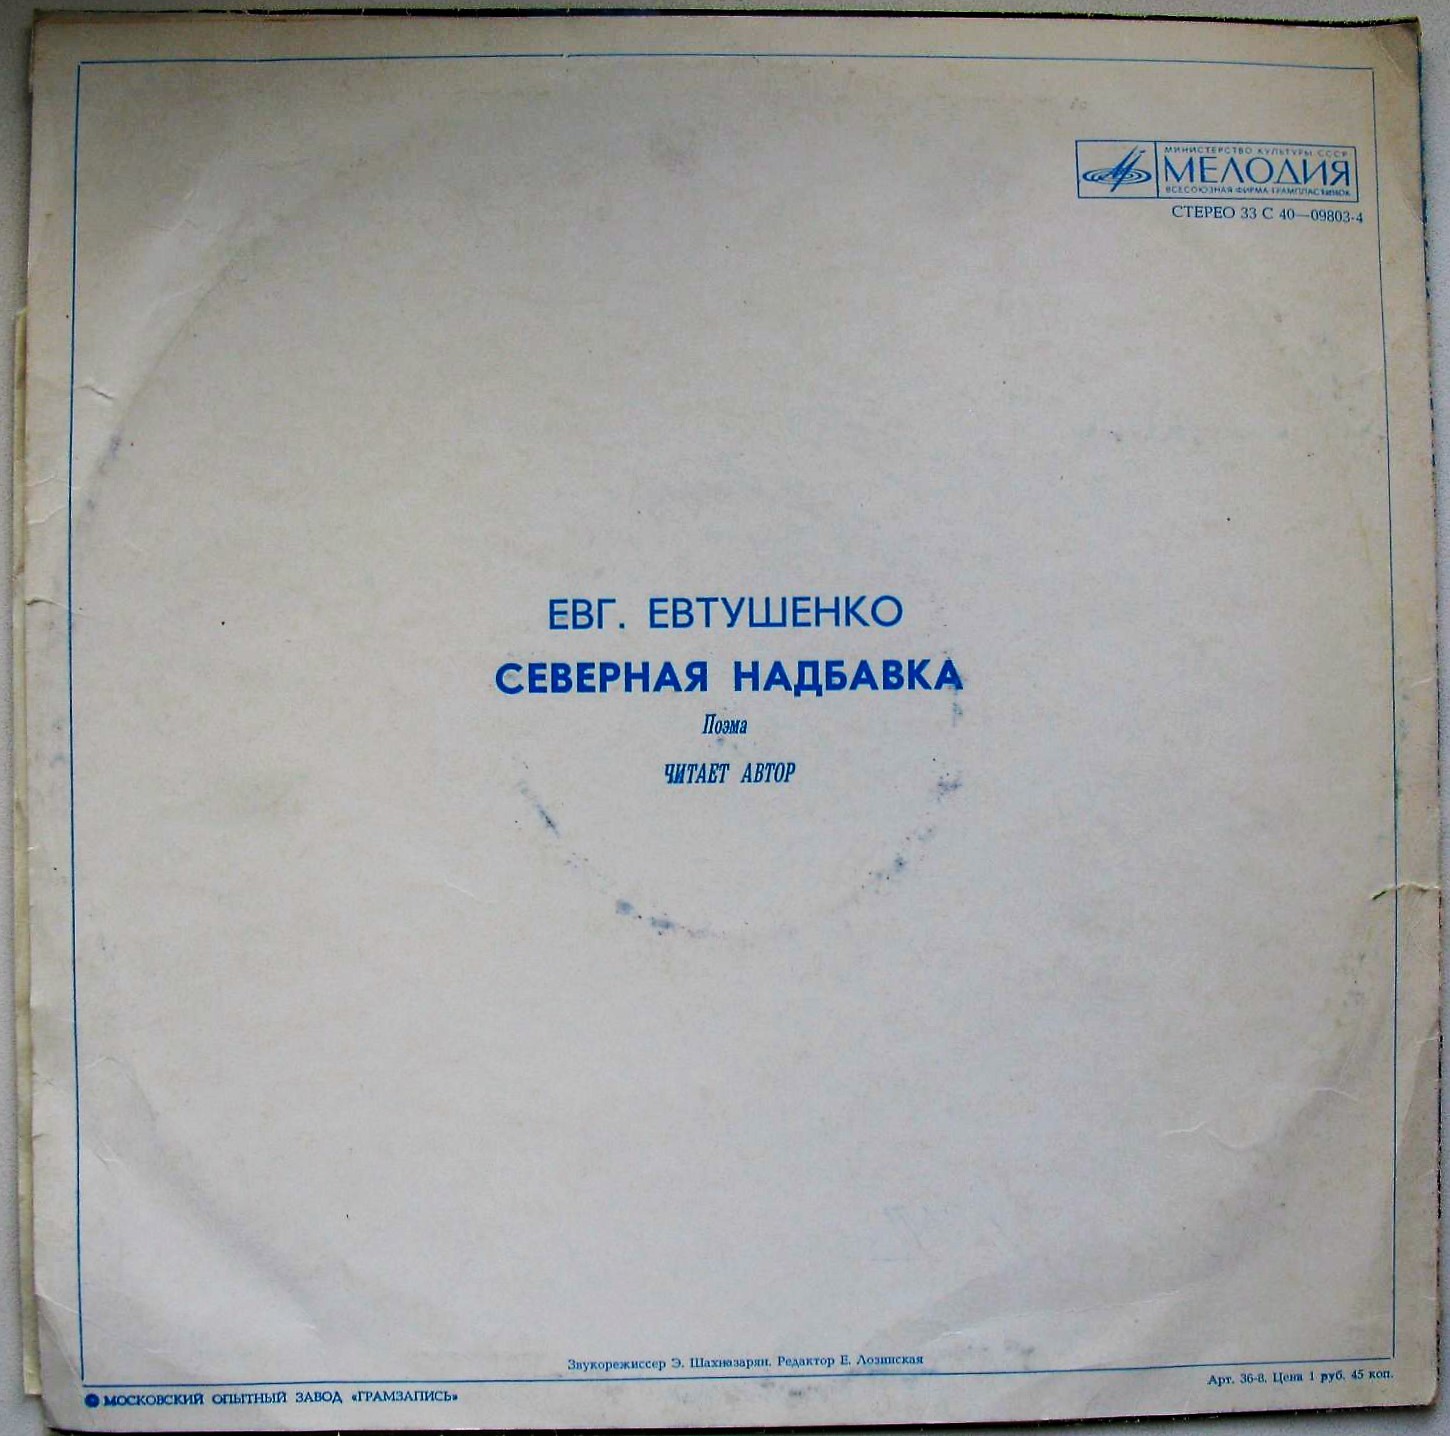 МИНИСТЕРСТВО КУЛЬТУРЫ СССР
МЕЛОДИЯ
ВСЕСОЮЗНАЯ ФИРМА ГРАМПЛАСТИНОК
СТЕРЕО 33 С 40—09803-4
ЕВГ. ЕВТУШЕНКО
СЕВЕРНАЯ НАДБАВКА
Поэма
ЧИТАЕТ АВТОР
Звукорежиссер Э. Шахназарян. Редактор Е. Лозинская
Арт. 36-8. Цена 1 руб. 45 коп.
МОСКОВСКИЙ ОПЫТНЫЙ ЗАВОД «ГРАМЗАПИСЬ»